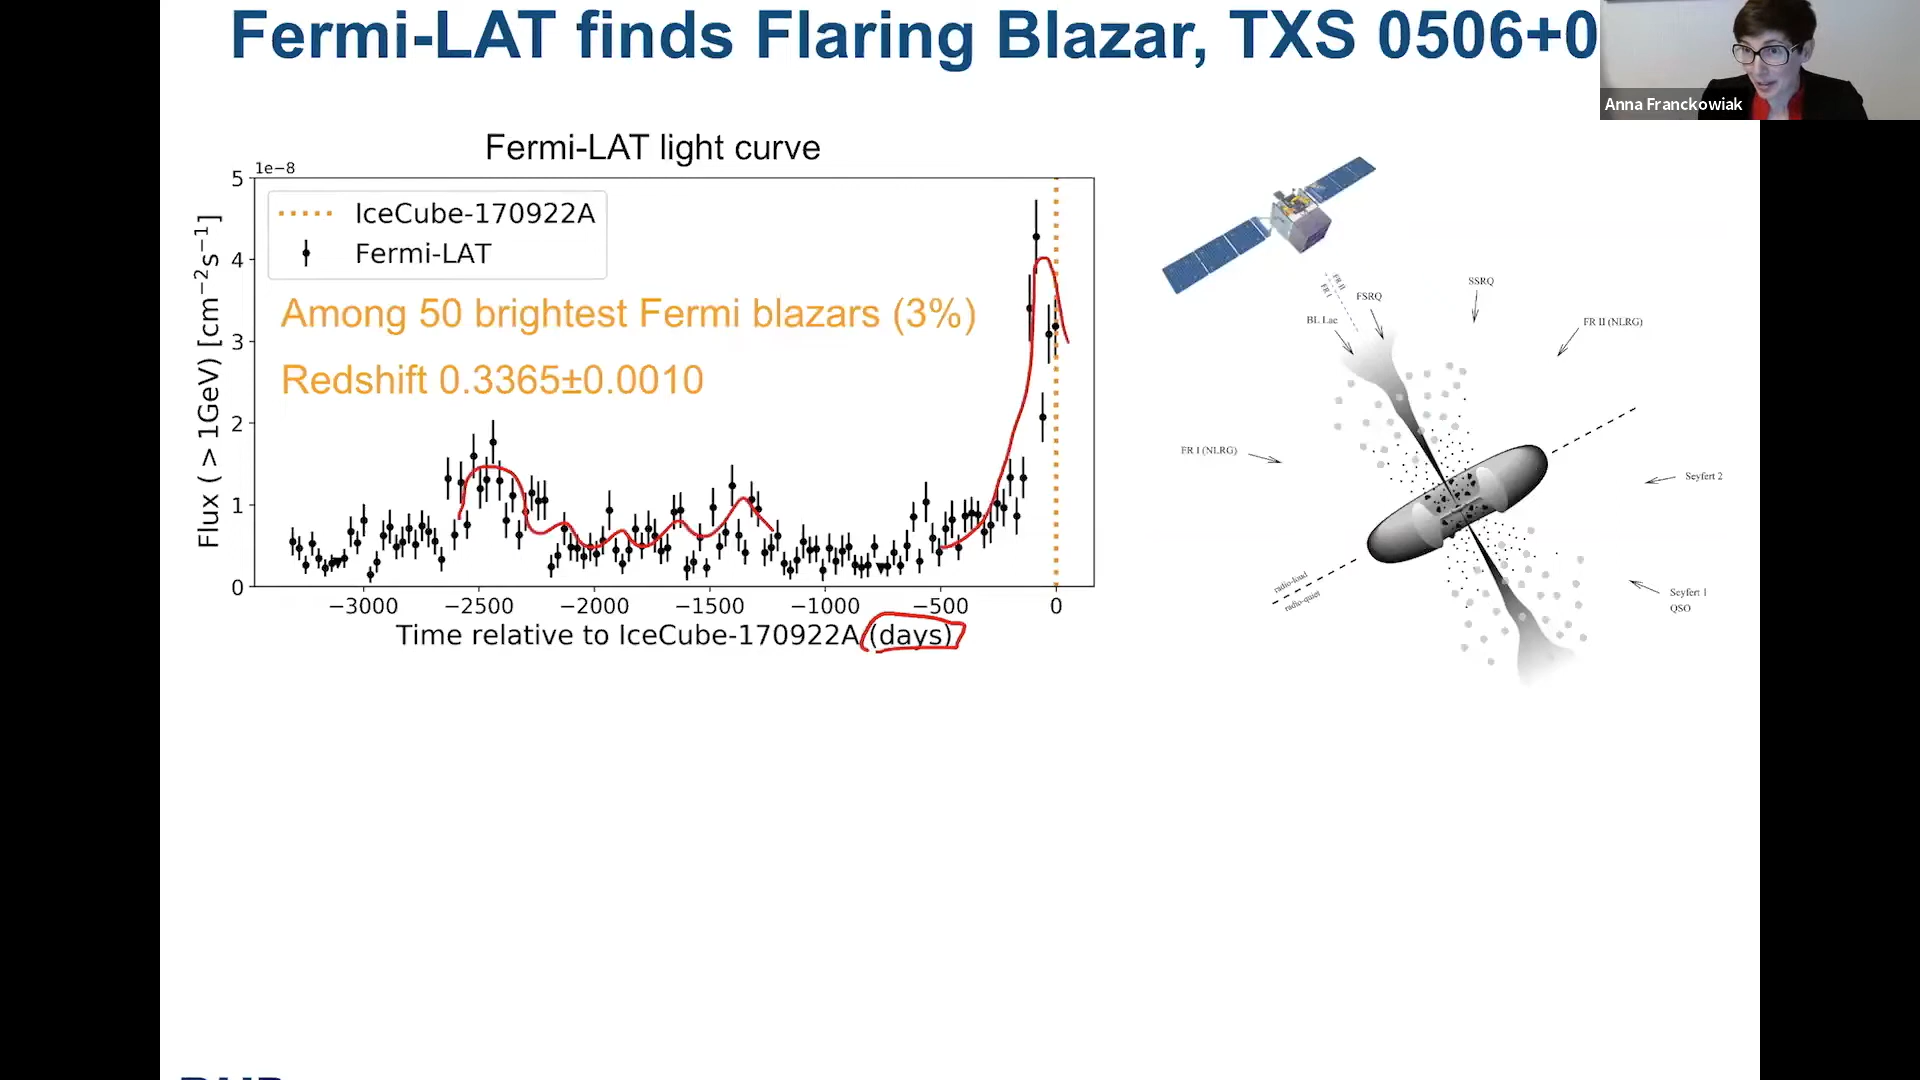 Fermi-LAT finds Flaring Blazar, TXS 0506+0
Anna Franckowiak
Fermi-LAT light curve
1e−8
IceCube-170922A
Fermi-LAT
Among 50 brightest Fermi blazars (3%)
Redshift 0.3365±0.0010
Flux ( > 1GeV) [cm−2s−1]
5
4
3
2
1
0
−3000 −2500 −2000 −1500 −1000 −500 0
Time relative to IceCube-170922A (days)
FR II
FR I
FSRQ
SSRQ
BL Lac
FR II (NLRG)
FR I (NLRG)
Seyfert 2
radio-loud
radio-quiet
Seyfert 1
QSO